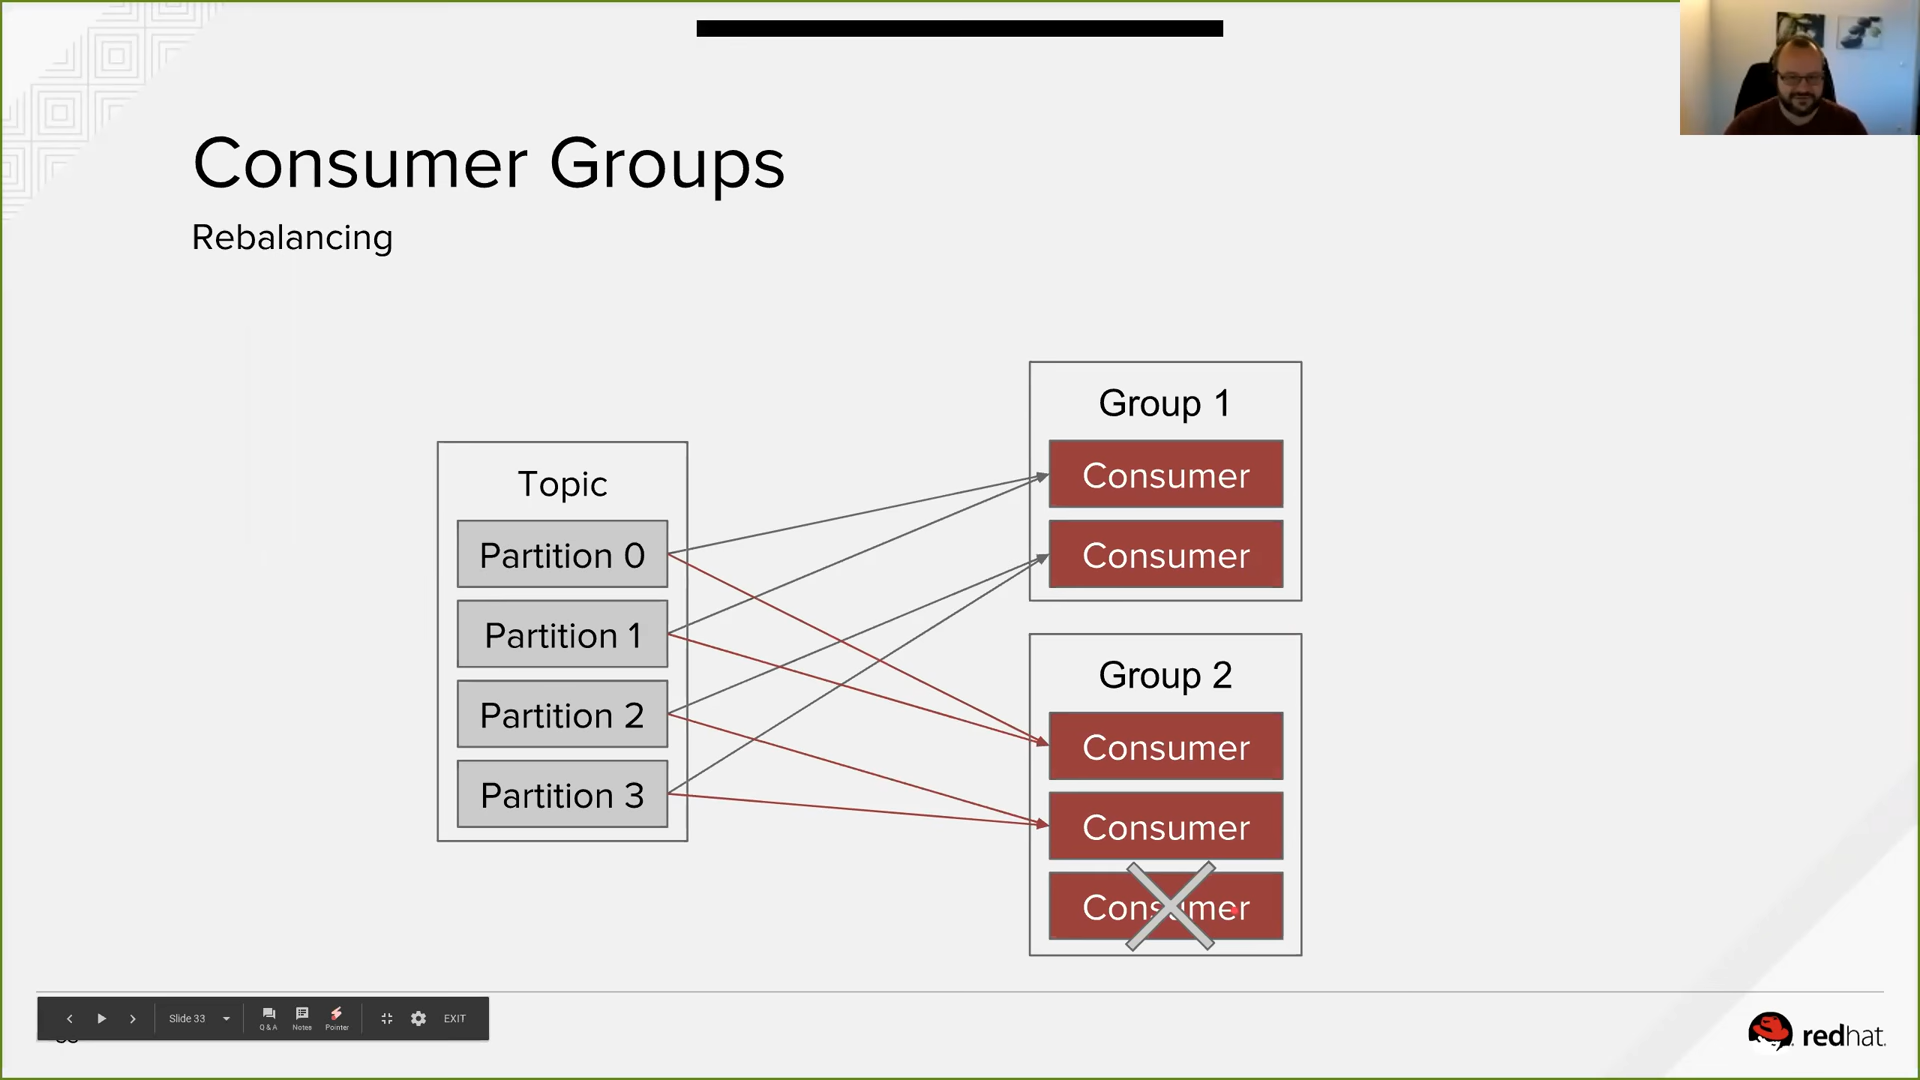 Consumer Groups
Rebalancing
Topic
Partition 0
Partition 1
Partition 2
Partition 3
Group 1
Consumer
Consumer
Group 2
Consumer
Consumer
Consumer
Slide 33
Q & A
Notes
Pointer
EXIT
redhat.